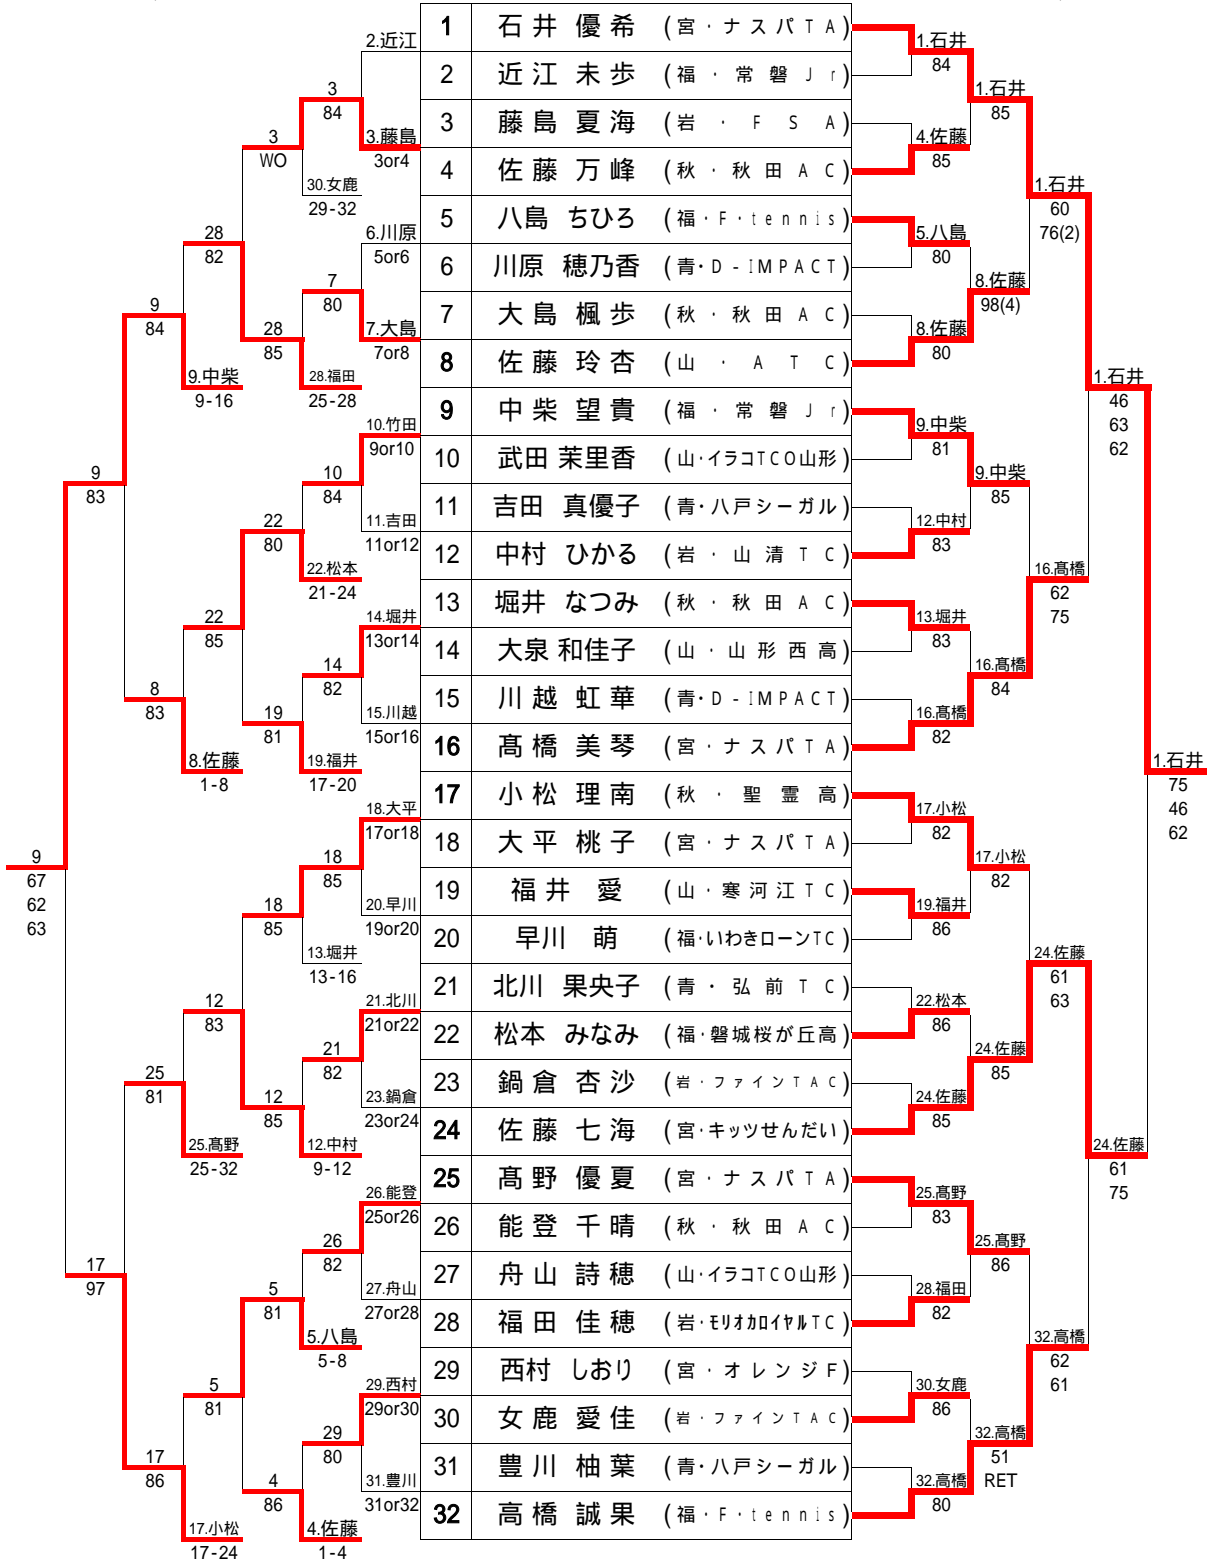 1 石井 優希 (宮・ナスパTA)
2 近江 未歩 (福・常磐Jr)
3 藤島 夏海 (岩・FSA)
4 佐藤 万峰 (秋・秋田AC)
5 八島 ちひろ (福・F・tennis)
6 川原 穂乃香 (青・D-IMPACT)
7 大島 楓歩 (秋・秋田AC)
8 佐藤 玲杏 (山・ATC)
9 中柴 望貴 (福・常磐Jr)
10 武田 茉里香 (山・イラコTCO山形)
11 吉田 真優子 (青・八戸シーガル)
12 中村 ひかる (岩・山清TC)
13 堀井 なつみ (秋・秋田AC)
14 大泉 和佳子 (山・山形西高)
15 川越 虹華 (青・D-IMPACT)
16 髙橋 美琴 (宮・ナスパTA)
17 小松 理南 (秋・聖霊高)
18 大平 桃子 (宮・ナスパTA)
19 福井 愛 (山・寒河江TC)
20 早川 萌 (福・いわきローンTC)
21 北川 果央子 (青・弘前TC)
22 松本 みなみ (福・磐城桜が丘高)
23 鍋倉 杏沙 (岩・ファインTAC)
24 佐藤 七海 (宮・キッツせんだい)
25 髙野 優夏 (宮・ナスパTA)
26 能登 千晴 (秋・秋田AC)
27 舟山 詩穂 (山・イラコTCO山形)
28 福田 佳穂 (岩・モリオカロイヤルTC)
29 西村 しおり (宮・オレンジF)
30 女鹿 愛佳 (岩・ファインTAC)
31 豊川 柚葉 (青・八戸シーガル)
32 高橋 誠果 (福・F・tennis)
1.石井
84
4.佐藤
85
5.八島
80
8.佐藤
80
9.中柴
81
12.中村
83
13.堀井
83
16.髙橋
82
17.小松
82
19.福井
86
22.松本
86
24.佐藤
85
25.髙野
83
28.福田
82
30.女鹿
86
32.高橋
80
1.石井
85
8.佐藤
98(4)
9.中柴
85
16.髙橋
84
17.小松
82
24.佐藤
85
25.髙野
86
32.高橋
51
RET
1.石井
60
76(2)
16.髙橋
62
75
24.佐藤
61
63
32.高橋
62
61
1.石井
46
63
62
24.佐藤
61
75
1.石井
75
46
62
2.近江
3.藤島
3or4
6.川原
5or6
7.大島
7or8
10.竹田
9or10
11.吉田
11or12
14.堀井
13or14
15.川越
15or16
18.大平
17or18
20.早川
19or20
21.北川
21or22
23.鍋倉
23or24
26.能登
25or26
27.舟山
27or28
29.西村
29or30
31.豊川
31or32
3
84
30.女鹿
29-32
7
80
28.福田
25-28
10
84
22.松本
21-24
14
82
19.福井
17-20
18
85
13.堀井
13-16
21
82
12.中村
9-12
26
82
5.八島
5-8
29
80
4.佐藤
1-4
3
WO
28
85
22
80
19
81
18
85
12
85
5
81
4
86
28
82
9.中柴
9-16
22
85
8.佐藤
1-8
12
83
25.髙野
25-32
5
81
17.小松
17-24
9
84
8
83
25
81
17
86
9
83
17
97
9
67
62
63